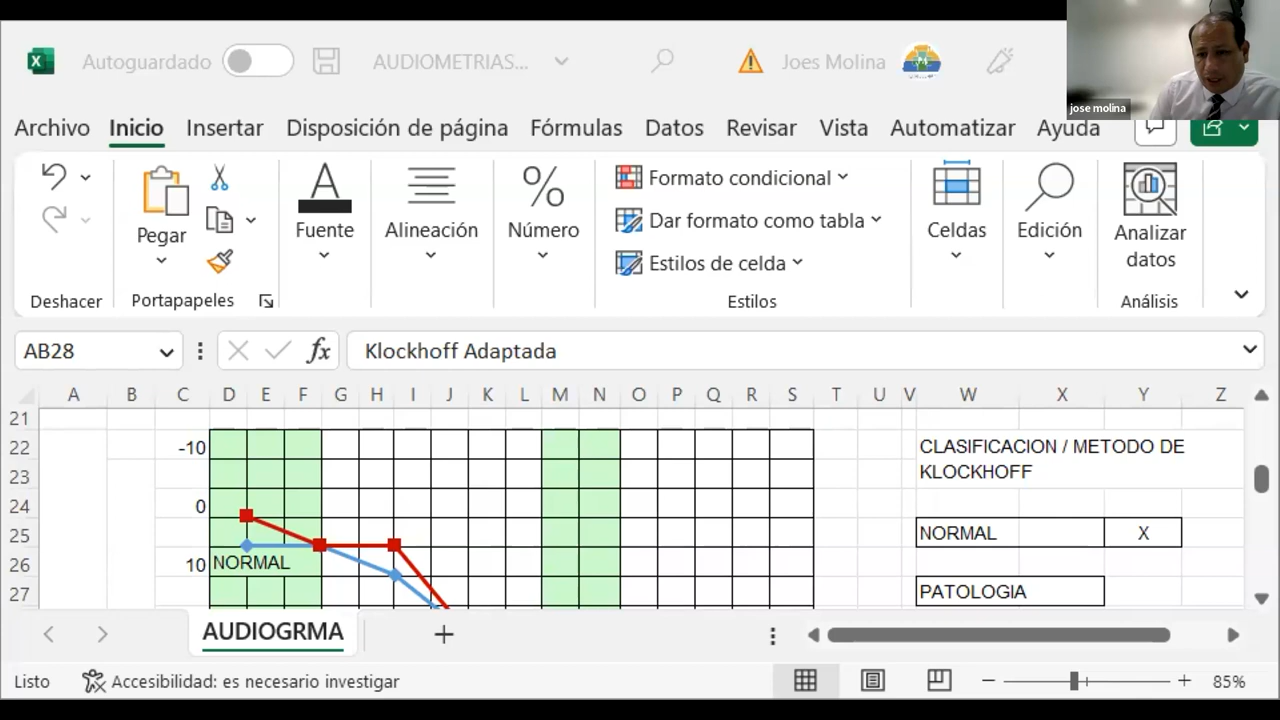 Autoguardado
AUDIOMETRIAS...
Joes Molina
jose molina
Archivo Inicio Insertar Disposición de página Fórmulas Datos Revisar Vista Automatizar Ayuda
Pegar
Fuente
Alineación
Número
Formato condicional
Dar formato como tabla
Estilos de celda
Celdas
Edición
Analizar
datos
Deshacer Portapapeles Estilos Análisis
AB28 fx Klockhoff Adaptada
A B C D E F G H I J K L M N O P Q R S T U V W X Y Z
21
22 -10 CLASIFICACION / METODO DE
23 KLOCKHOFF
24 0
25 NORMAL X
26 10 NORMAL
27 PATOLOGIA
AUDIOGRMA
Listo Accesibilidad: es necesario investigar 85%